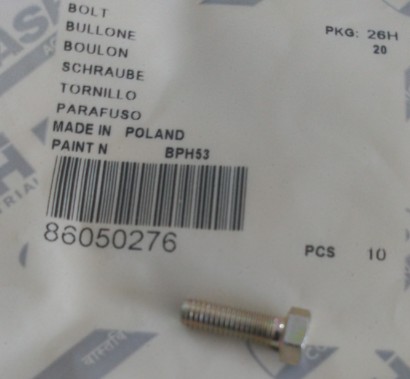 BOLT
BULLONE
BOULON
SCHRAUBE
TORNILLO
PARAFUSO
MADE IN POLAND
PAINT N BPH53
86050276
PKG: 26H
20
PCS 10